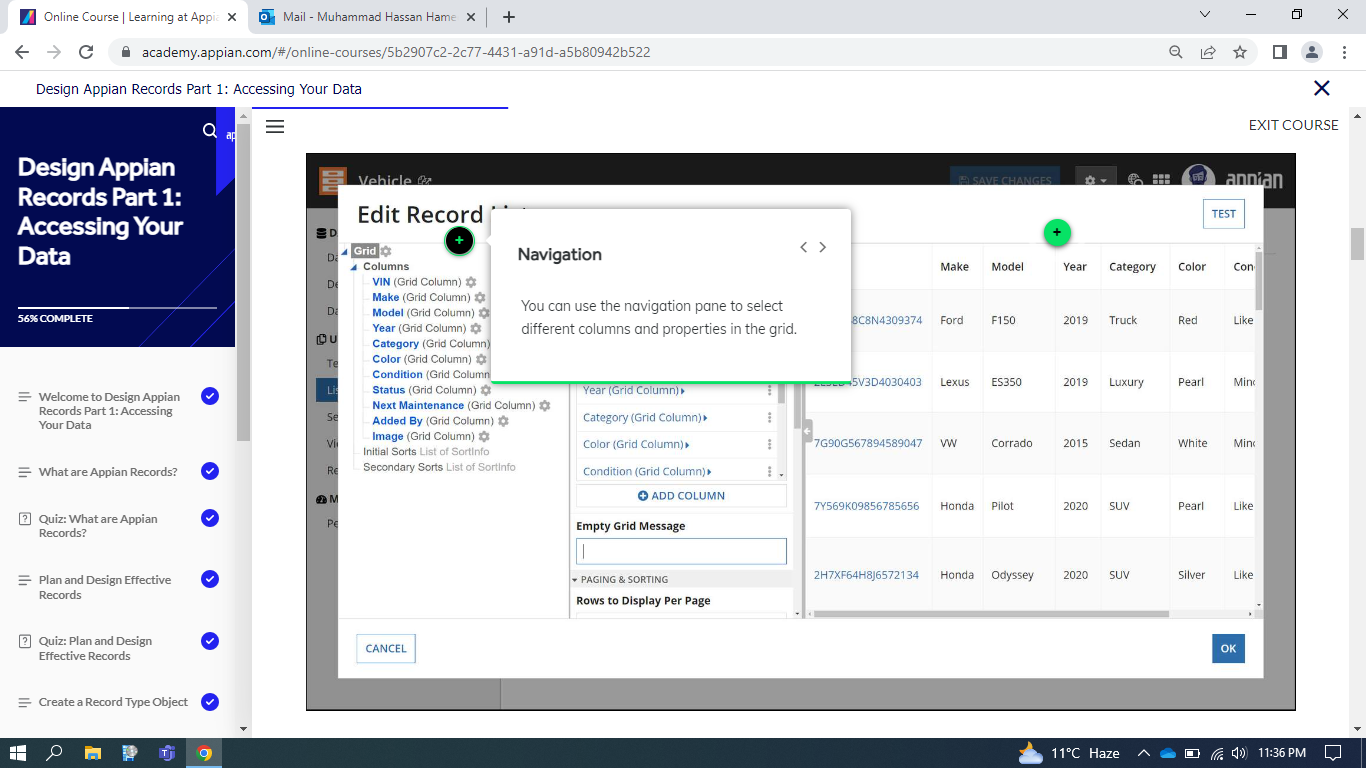 Online Course | Learning at Appi
Mail - Muhammad Hassan Hame
academy.appian.com/#/online-courses/5b2907c2-2c77-4431-a91d-a5b80942b522
Design Appian Records Part 1: Accessing Your Data
EXIT COURSE
ap
Design Appian
Records Part 1:
Accessing Your
Data
56% COMPLETE
Welcome to Design Appian
Records Part 1: Accessing
Your Data
What are Appian Records?
Quiz: What are Appian
Records?
Plan and Design Effective
Records
Quiz: Plan and Design
Effective Records
Create a Record Type Object
Vehicle
SAVE CHANGES
appian
Edit Record
TEST
Grid
Columns
VIN (Grid Column)
Make (Grid Column)
Model (Grid Column)
Year (Grid Column)
Category (Grid Column)
Color (Grid Column)
Condition (Grid Column
Status (Grid Column)
Next Maintenance (Grid Column)
Added By (Grid Column)
Image (Grid Column)
Initial Sorts List of SortInfo
Secondary Sorts List of SortInfo
Navigation
You can use the navigation pane to select
different columns and properties in the grid.
Year (Grid Column)
Category (Grid Column)
Color (Grid Column)
Condition (Grid Column)
ADD COLUMN
Empty Grid Message
PAGING & SORTING
Rows to Display Per Page
Make Model Year Category Color Con
8C8N4309374 Ford F150 2019 Truck Red Like
Lexus ES350 2019 Luxury Pearl Min
7G90G567894589047 VW Corrado 2015 Sedan White Min
7Y569K09856785656 Honda Pilot 2020 SUV Pearl Like
2H7XF64H8J6572134 Honda Odyssey 2020 SUV Silver Like
CANCEL
OK
11°C Haze
11:36 PM